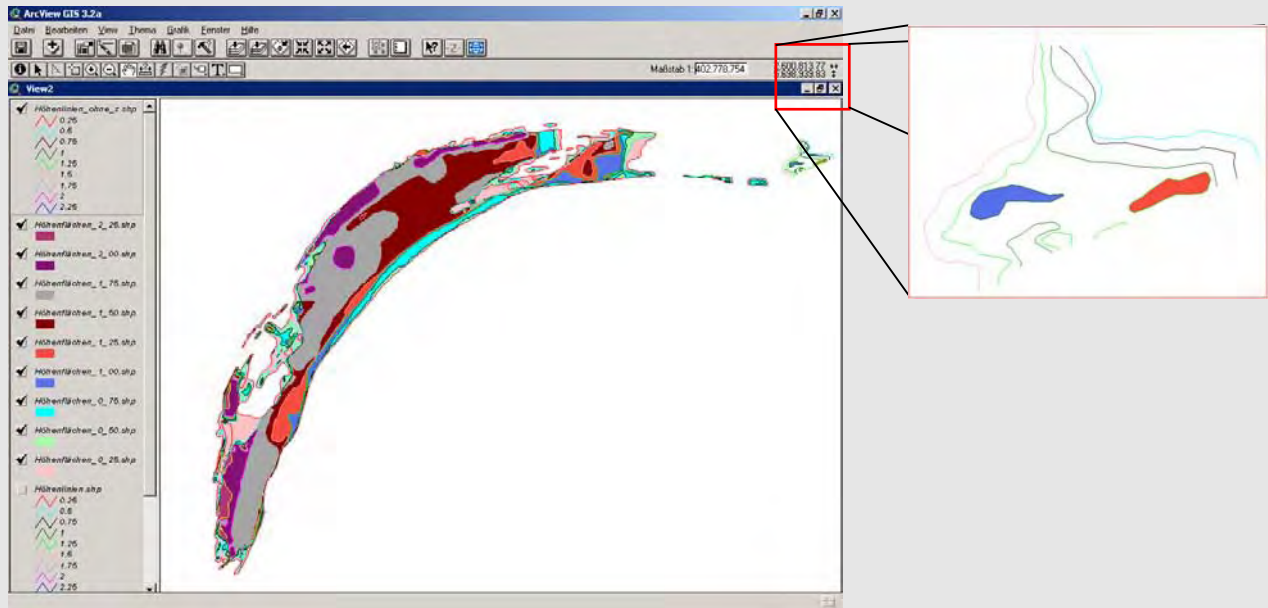 ArcView GIS 3.2a
Datei Bearbeiten View Thema Grafik Fenster Hilfe
Maßstab 1: 402.778.754
View2
Höhenlinien_ohne_z.shp
0.25
0.5
0.75
1
1.25
1.5
1.75
2
2.25
Höhenflächen_2_25.shp
Höhenflächen_2_00.shp
Höhenflächen_1_75.shp
Höhenflächen_1_50.shp
Höhenflächen_1_25.shp
Höhenflächen_1_00.shp
Höhenflächen_0_75.shp
Höhenflächen_0_50.shp
Höhenflächen_0_25.shp
Höhenlinien.shp
0.25
0.5
0.75
1
1.25
1.5
1.75
2
2.25